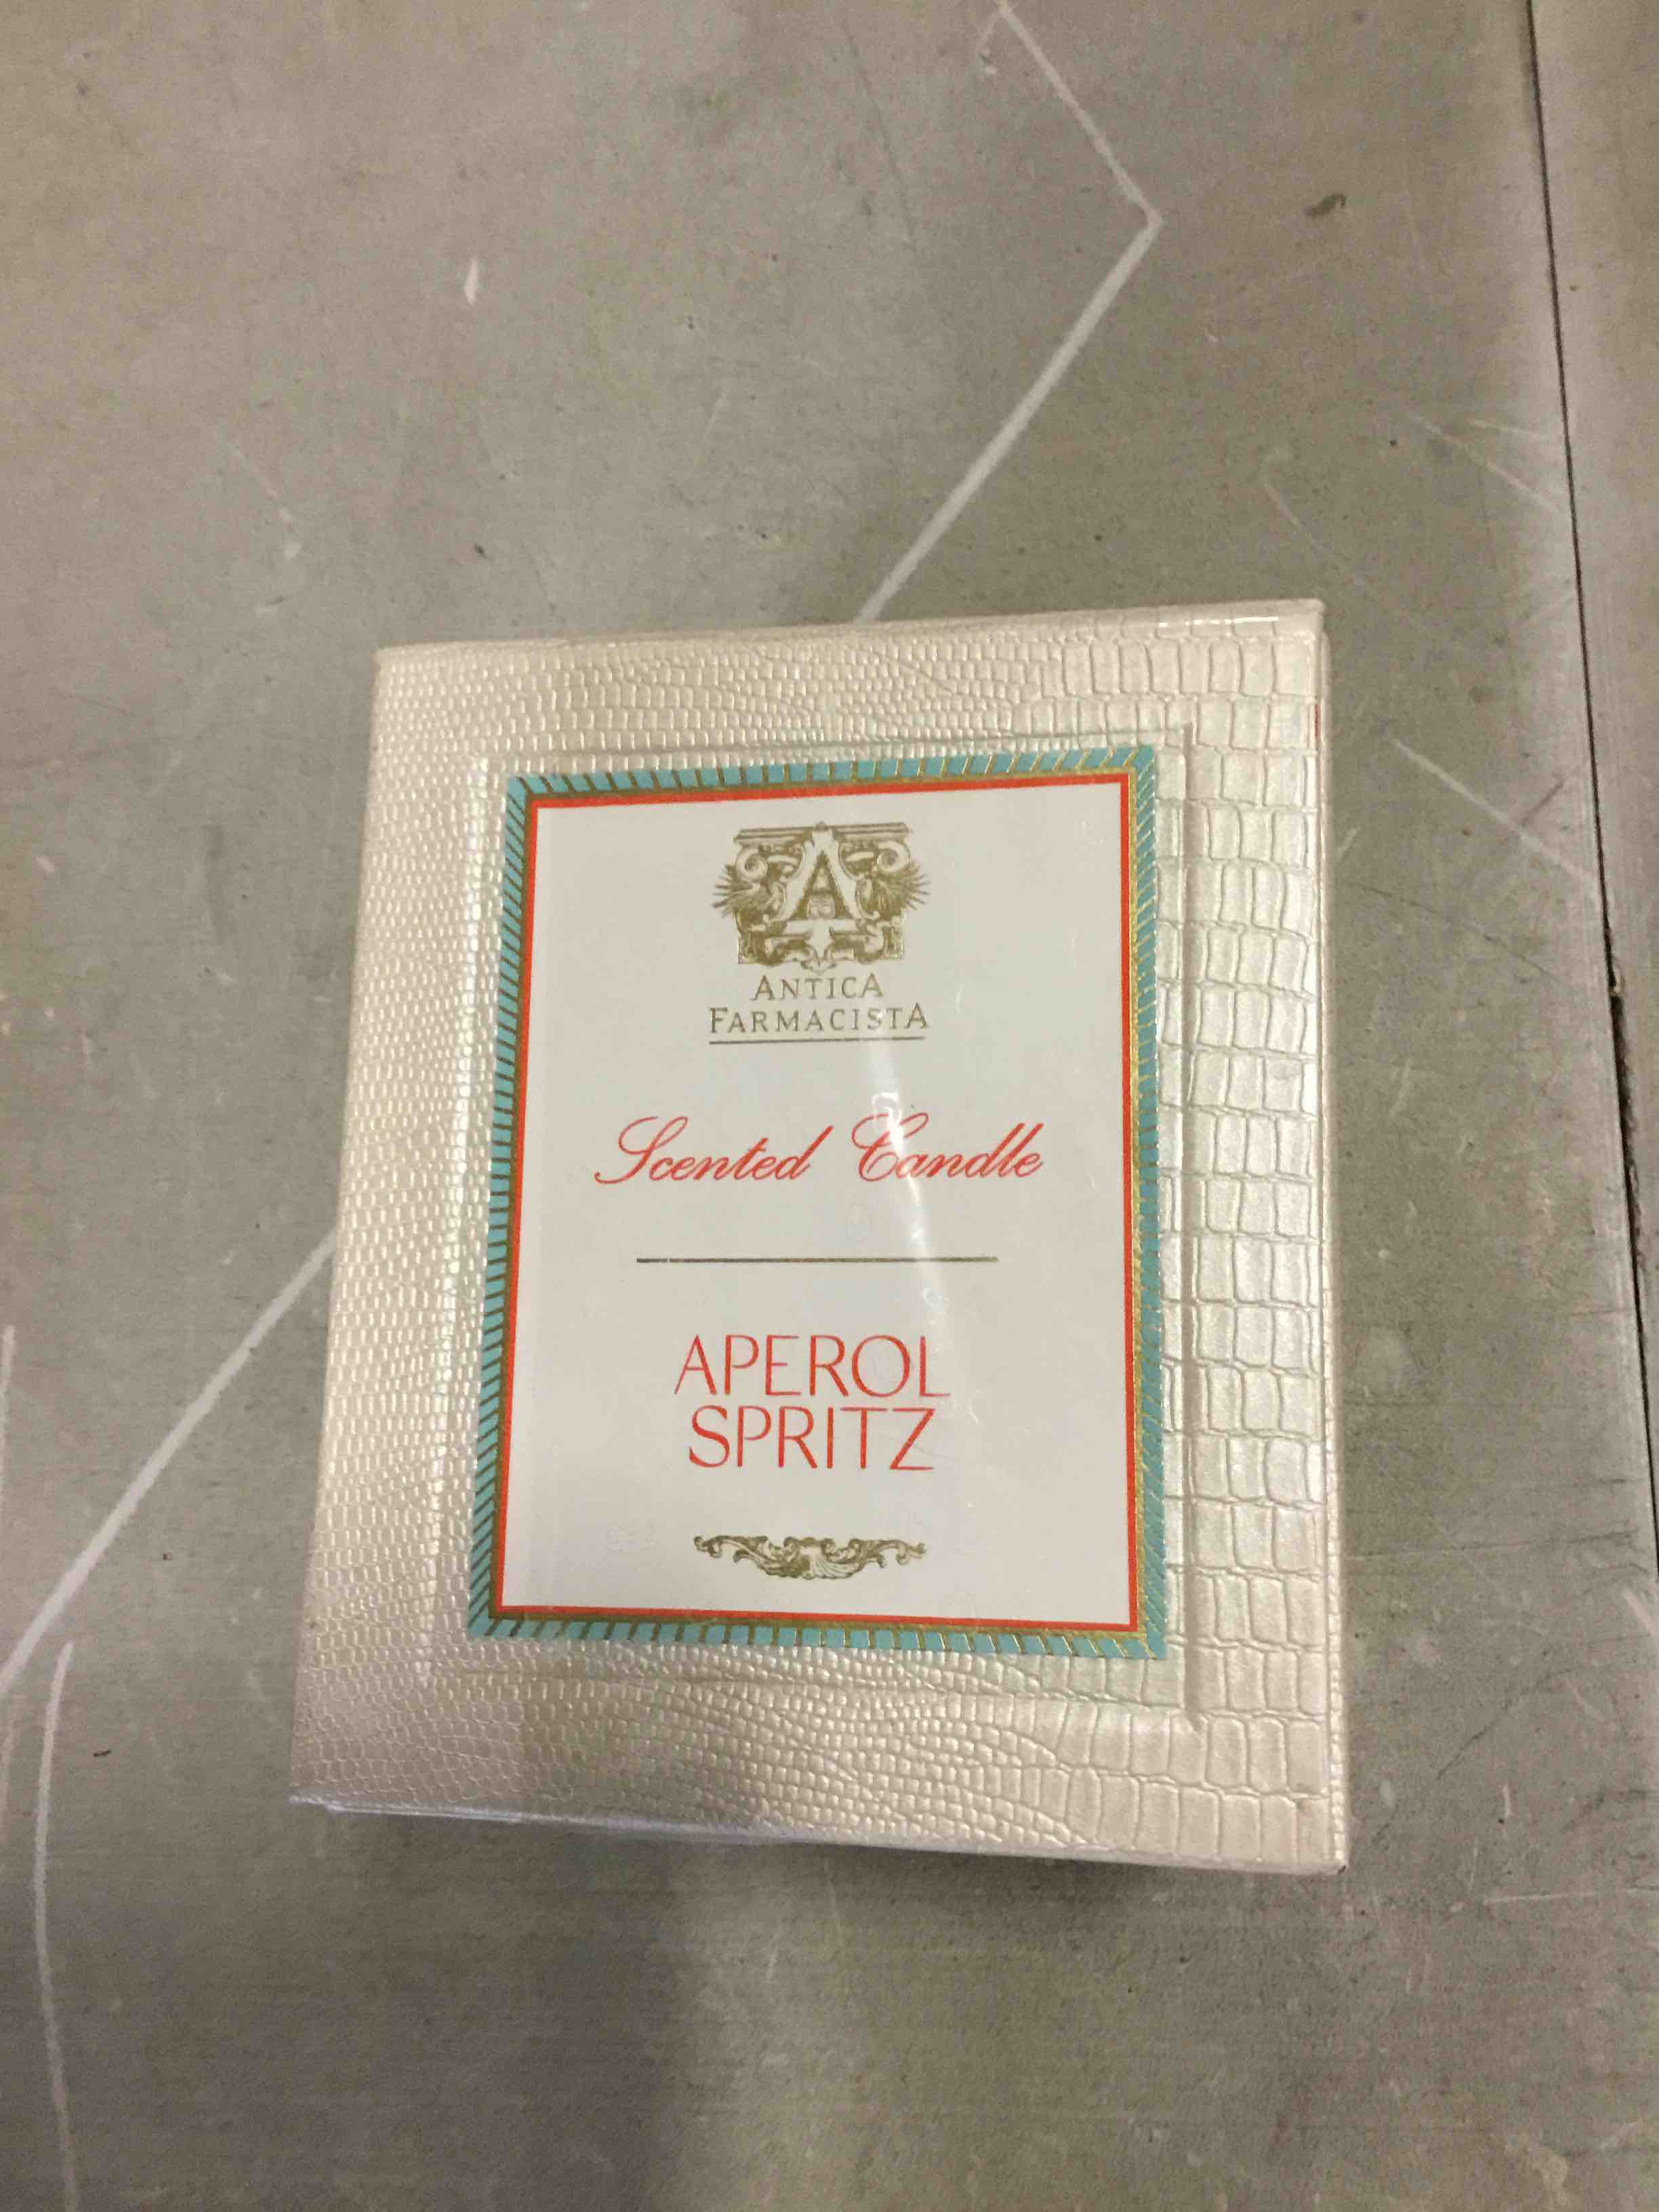 A
ANTICA
FARMACISTA
Scented Candle
APEROL
SPRITZ